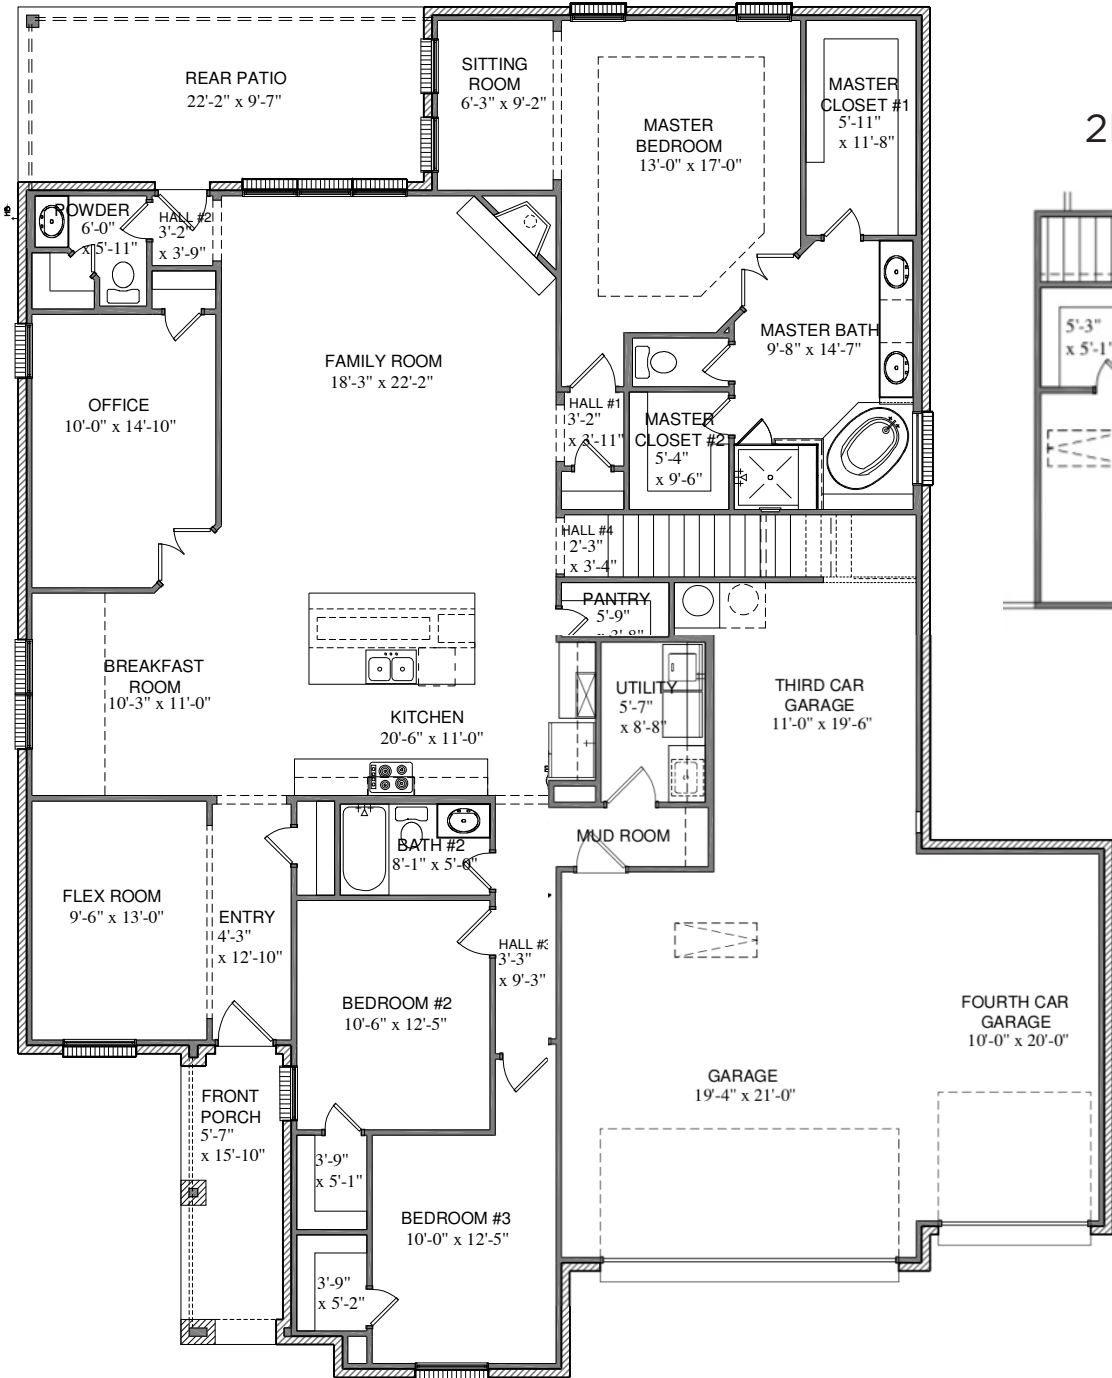 REAR PATIO
22'-2" x 9'-7"
SITTING
ROOM
6'-3" x 9'-2"
MASTER
BEDROOM
13'-0" x 17'-0"
MASTER
CLOSET #1
5'-11"
x 11'-8"
POWDER
6'-0"
x 5'-11"
HALL #2
3'-2"
x 3'-9"
FAMILY ROOM
18'-3" x 22'-2"
MASTER BATH
9'-8" x 14'-7"
5'-3"
x 5'-1"
OFFICE
10'-0" x 14'-10"
HALL #1
3'-2"
x 3'-11"
MASTER
CLOSET #2
5'-4"
x 9'-6"
HALL #4
2'-3"
x 3'-4"
PANTRY
5'-9"
x 3'-8"
BREAKFAST
ROOM
10'-3" x 11'-0"
KITCHEN
20'-6" x 11'-0"
UTILITY
5'-7"
x 8'-8"
THIRD CAR
GARAGE
11'-0" x 19'-6"
MUD ROOM
BATH #2
8'-1" x 5'-0"
FLEX ROOM
9'-6" x 13'-0"
ENTRY
4'-3"
x 12'-10"
HALL #3
3'-3"
x 9'-3"
BEDROOM #2
10'-6" x 12'-5"
FOURTH CAR
GARAGE
10'-0" x 20'-0"
GARAGE
19'-4" x 21'-0"
FRONT
PORCH
5'-7"
x 15'-10"
3'-9"
x 5'-1"
BEDROOM #3
10'-0" x 12'-5"
3'-9"
x 5'-2"